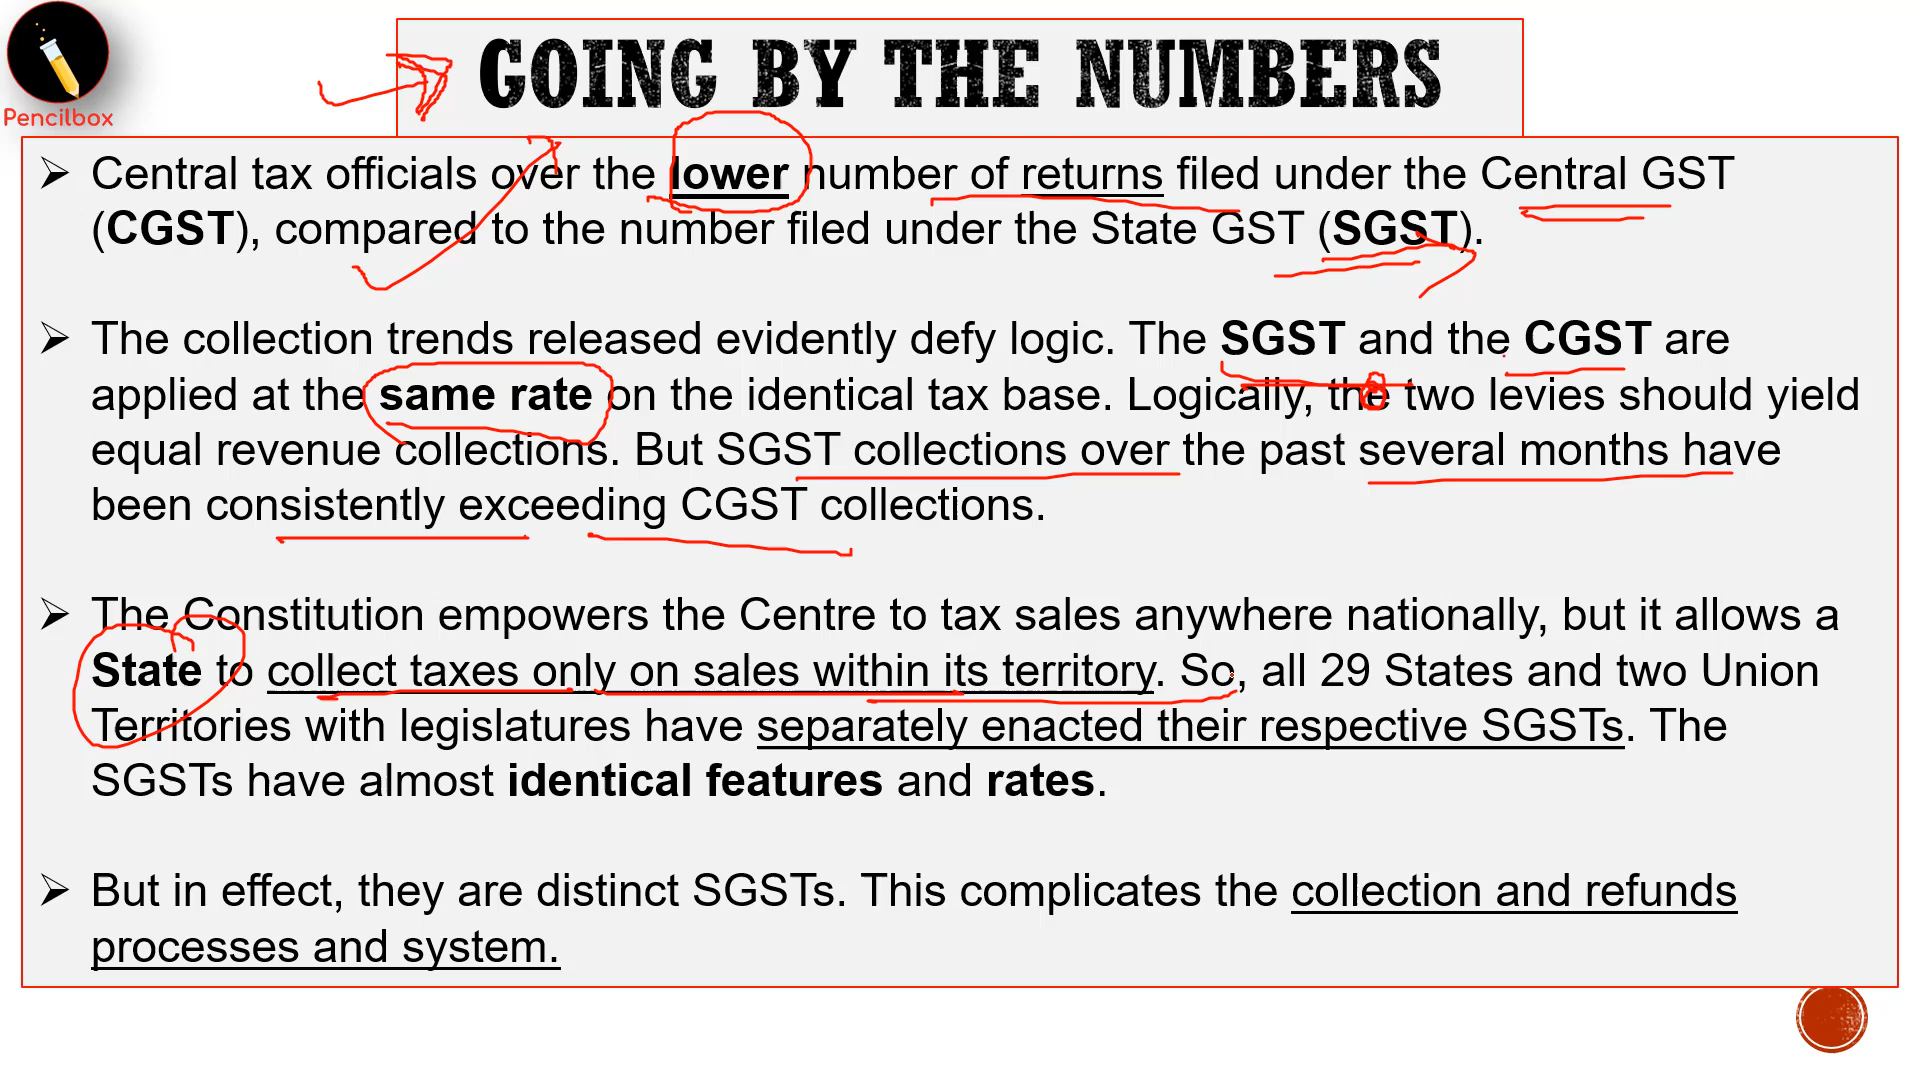 Pencilbox
GOING BY THE NUMBERS
➢ Central tax officials over the lower number of returns filed under the Central GST
(CGST), compared to the number filed under the State GST (SGST).
➢ The collection trends released evidently defy logic. The SGST and the CGST are
applied at the same rate on the identical tax base. Logically, the two levies should yield
equal revenue collections. But SGST collections over the past several months have
been consistently exceeding CGST collections.
➢ The Constitution empowers the Centre to tax sales anywhere nationally, but it allows a
State to collect taxes only on sales within its territory. So, all 29 States and two Union
Territories with legislatures have separately enacted their respective SGSTs. The
SGSTs have almost identical features and rates.
➢ But in effect, they are distinct SGSTs. This complicates the collection and refunds
processes and system.